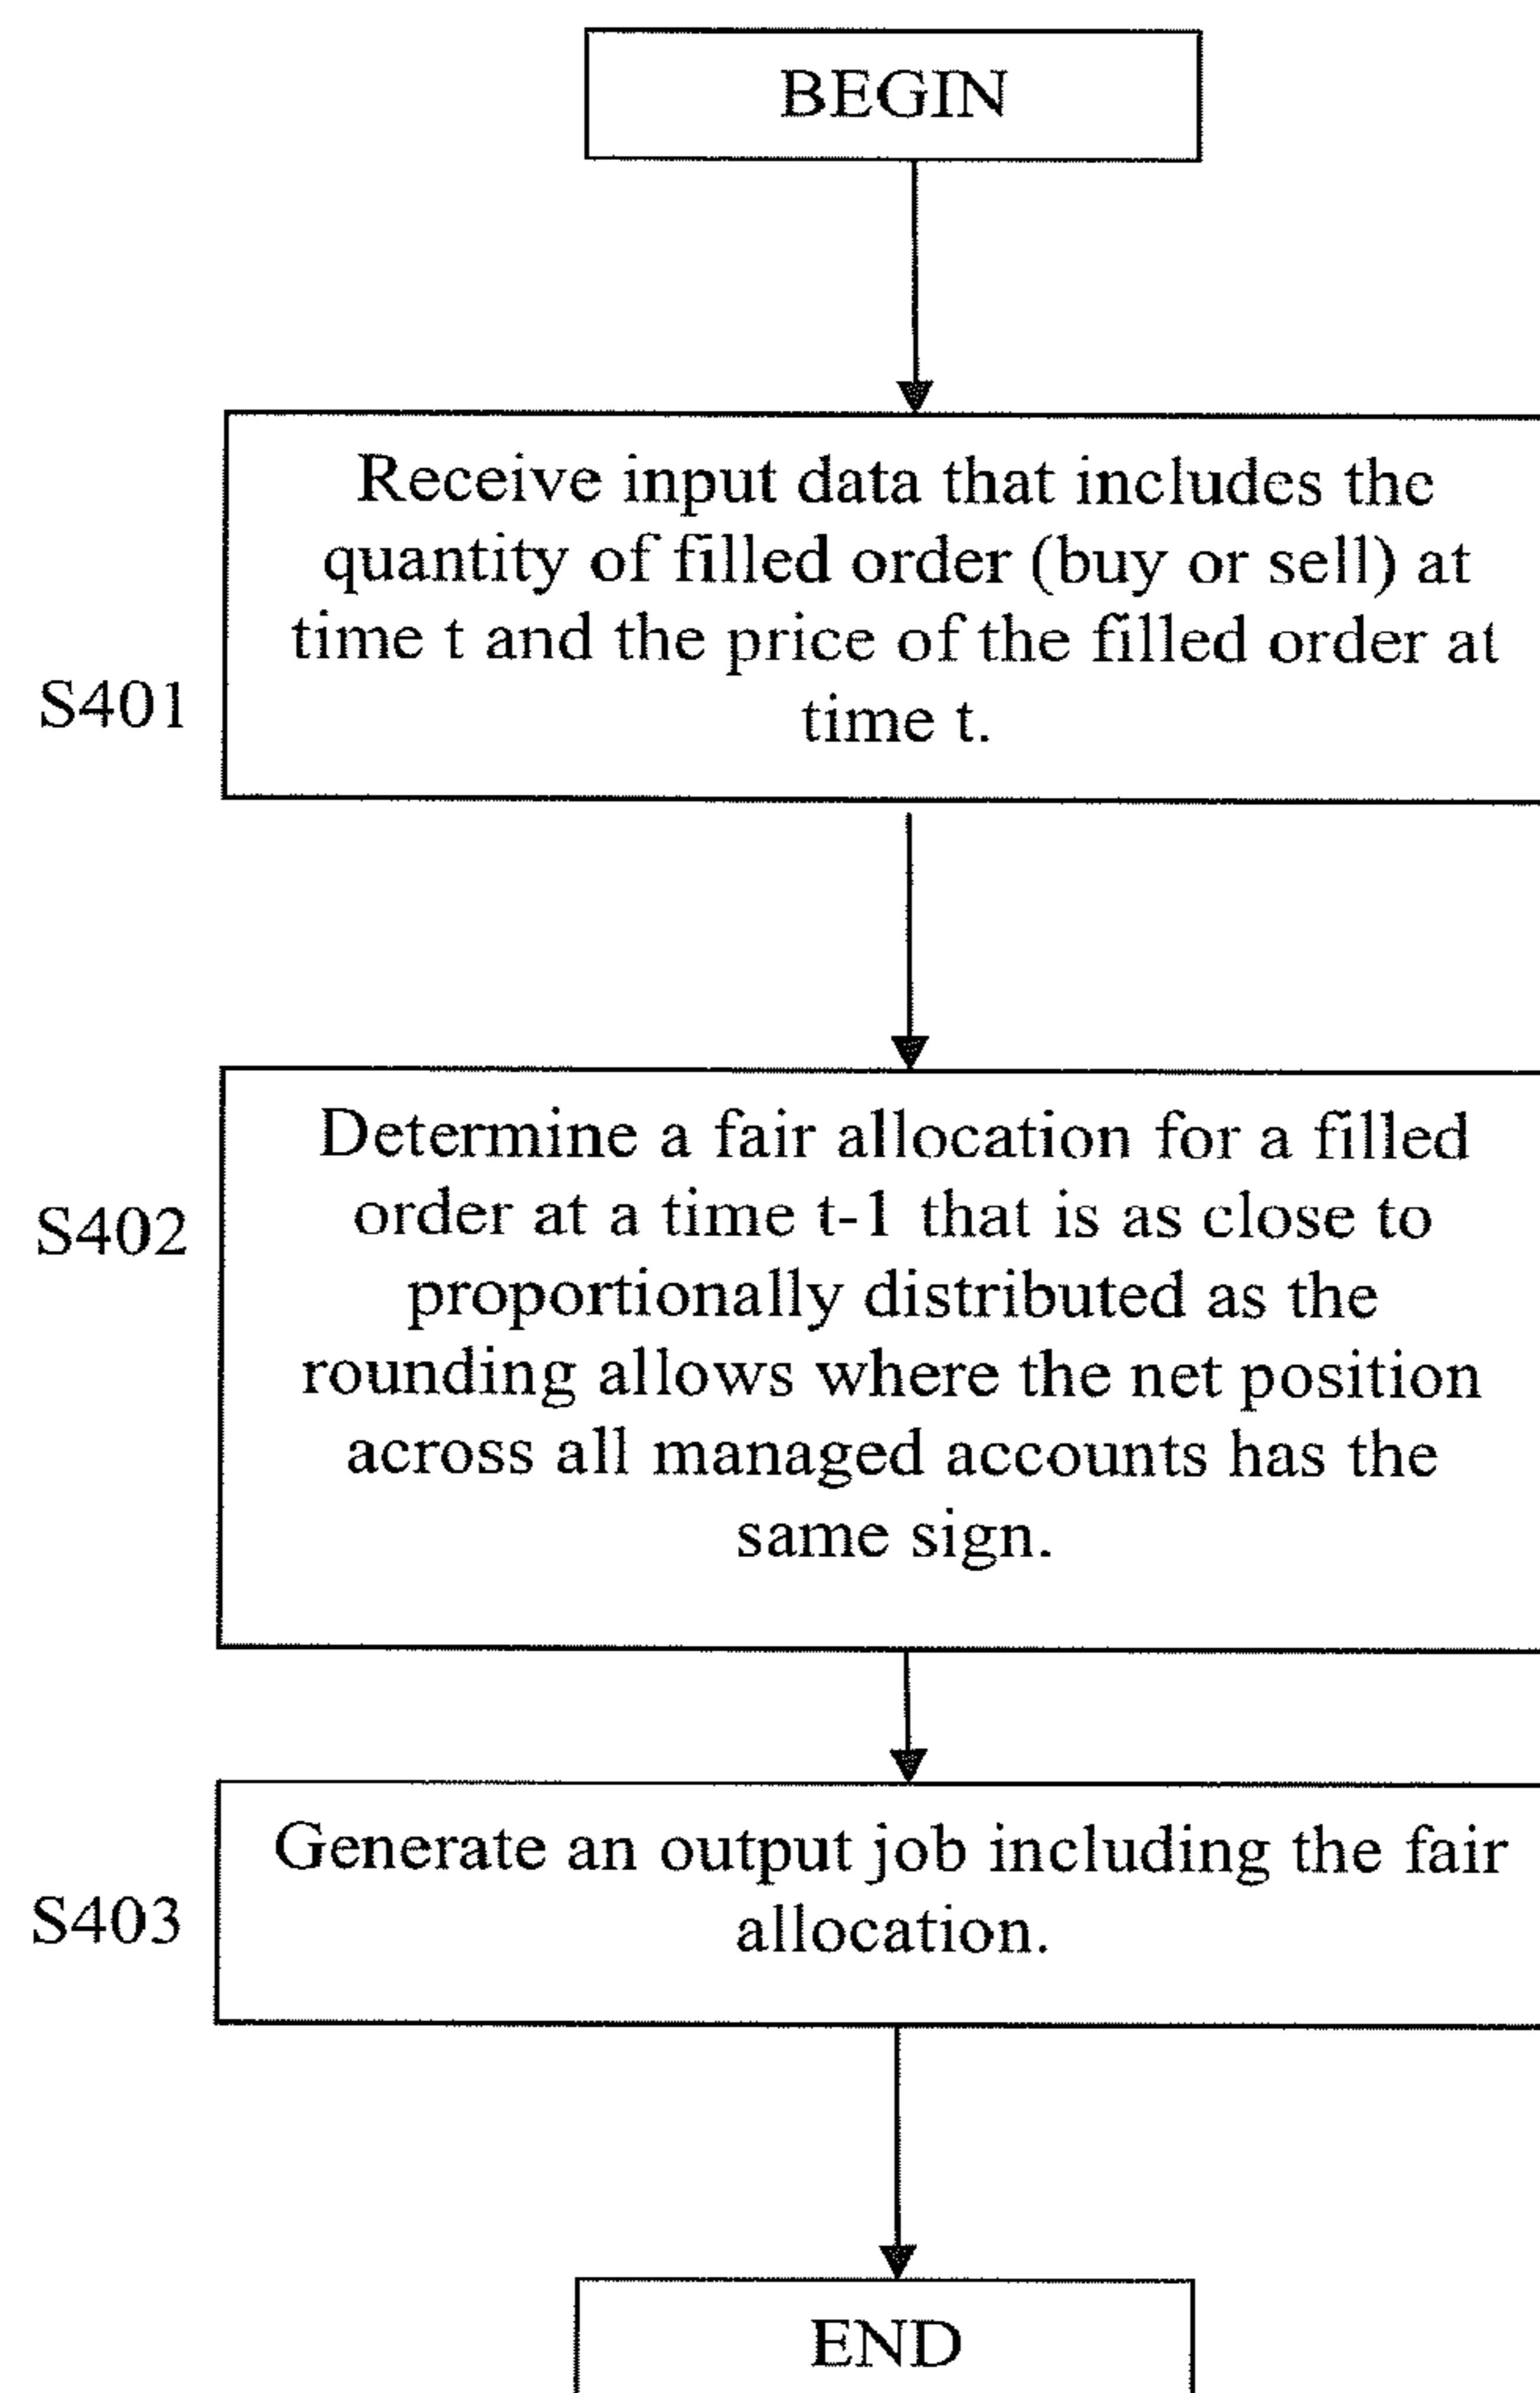 BEGIN
Receive input data that includes the
quantity of filled order (buy or sell) at
time t and the price of the filled order at
time t.
S401
Determine a fair allocation for a filled
order at a time t-1 that is as close to
proportionally distributed as the
rounding allows where the net position
across all managed accounts has the
same sign.
S402
Generate an output job including the fair
allocation.
S403
END